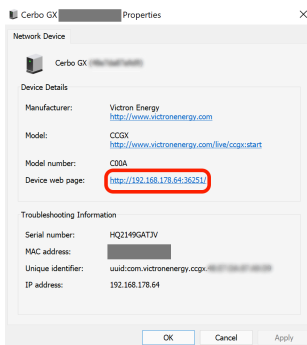 Cerbo GX Properties
Network Device
Cerbo GX
Device Details
Manufacturer: Victron Energy
http://www.victronenergy.com
Model: CCGX
http://www.victronenergy.com/live/ccgx:start
Model number: C00A
Device web page: http://192.168.178.64:36251/
Troubleshooting Information
Serial number: HQ2149GATJV
MAC address:
Unique identifier: uuid:com.victronenergy.ccgx.
IP address: 192.168.178.64
OK Cancel Apply